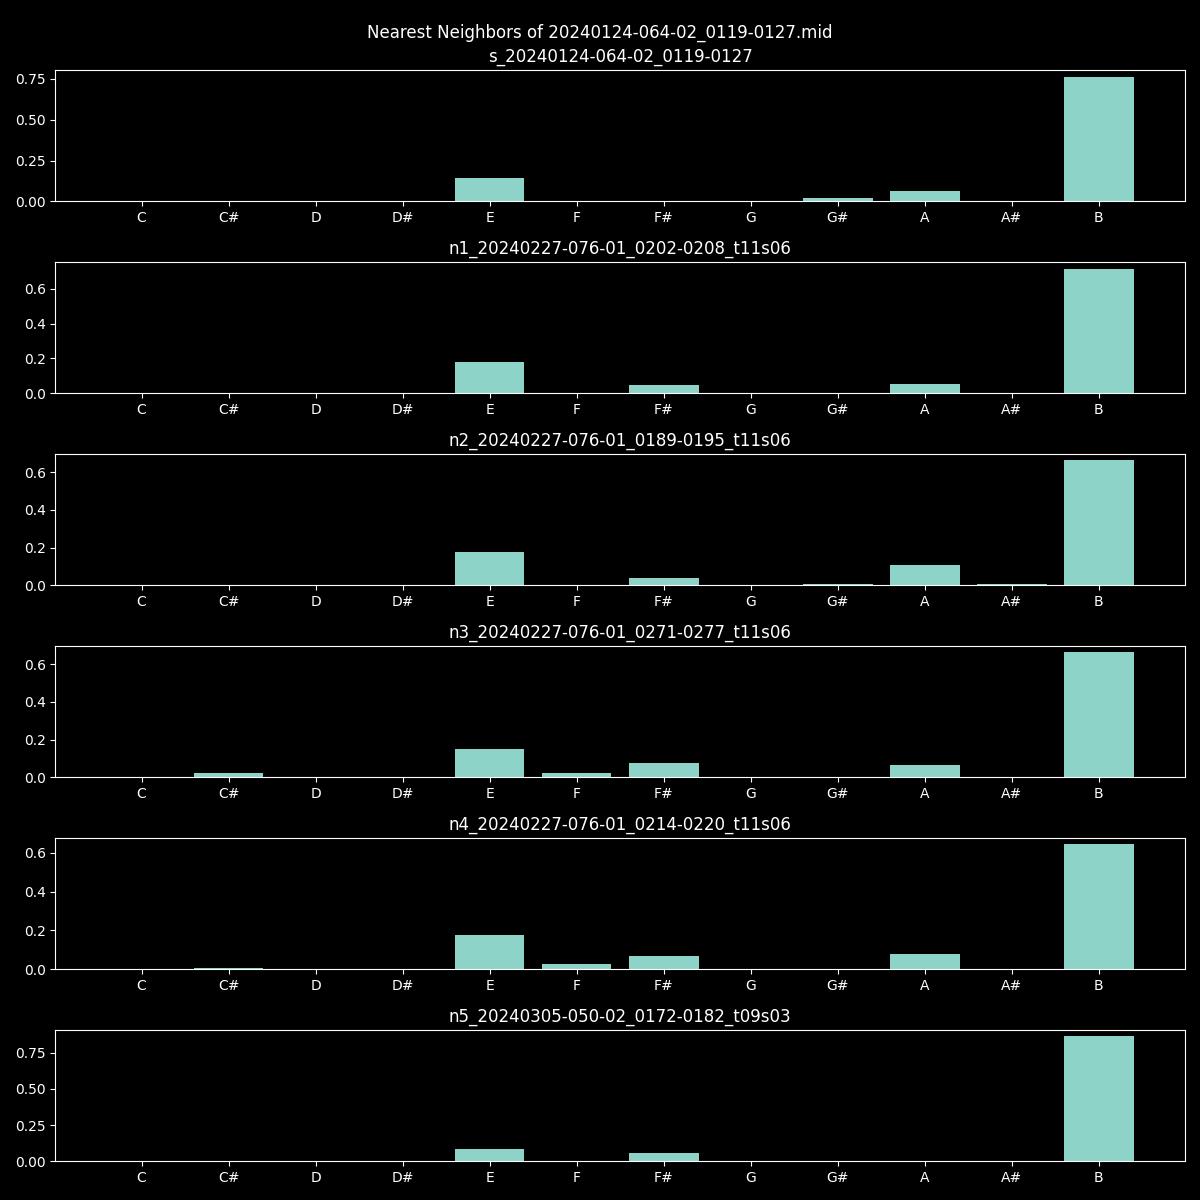 Nearest Neighbors of 20240124-064-02_0119-0127.mid
s_20240124-064-02_0119-0127
0.75
0.50
0.25
0.00
C C# D D# E F F# G G# A A# B
n1_20240227-076-01_0202-0208_t11s06
0.6
0.4
0.2
0.0
C C# D D# E F F# G G# A A# B
n2_20240227-076-01_0189-0195_t11s06
0.6
0.4
0.2
0.0
C C# D D# E F F# G G# A A# B
n3_20240227-076-01_0271-0277_t11s06
0.6
0.4
0.2
0.0
C C# D D# E F F# G G# A A# B
n4_20240227-076-01_0214-0220_t11s06
0.6
0.4
0.2
0.0
C C# D D# E F F# G G# A A# B
n5_20240305-050-02_0172-0182_t09s03
0.75
0.50
0.25
0.00
C C# D D# E F F# G G# A A# B